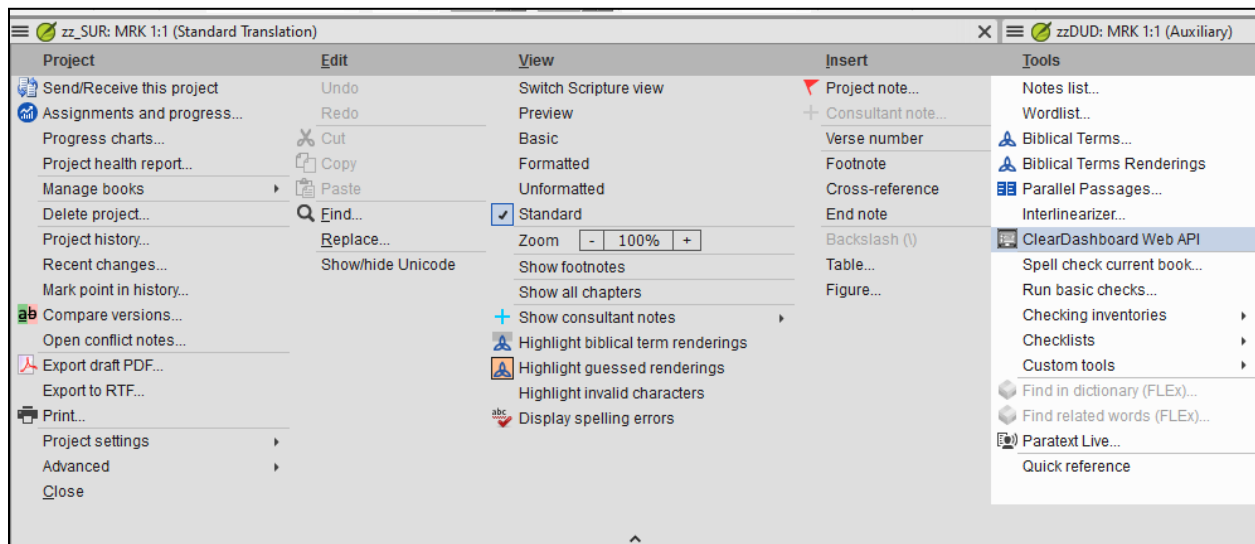 zz_SUR: MRK 1:1 (Standard Translation)
zzDUD: MRK 1:1 (Auxiliary)
Project
Send/Receive this project
Assignments and progress...
Progress charts...
Project health report...
Manage books
Delete project...
Project history...
Recent changes...
Mark point in history...
ab Compare versions...
Open conflict notes...
Export draft PDF...
Export to RTF...
Print...
Project settings
Advanced
Close
Edit
Undo
Redo
Cut
Copy
Paste
Find...
Replace...
Show/hide Unicode
View
Switch Scripture view
Preview
Basic
Formatted
Unformatted
Standard
Zoom - 100% +
Show footnotes
Show all chapters
Show consultant notes
Highlight biblical term renderings
Highlight guessed renderings
Highlight invalid characters
abc Display spelling errors
Insert
Project note...
Consultant note...
Verse number
Footnote
Cross-reference
End note
Backslash (\)
Table...
Figure...
Tools
Notes list...
Wordlist...
Biblical Terms...
Biblical Terms Renderings
Parallel Passages...
Interlinearizer...
ClearDashboard Web API
Spell check current book...
Run basic checks...
Checking inventories
Checklists
Custom tools
Find in dictionary (FLEx)...
Find related words (FLEx)...
Paratext Live...
Quick reference